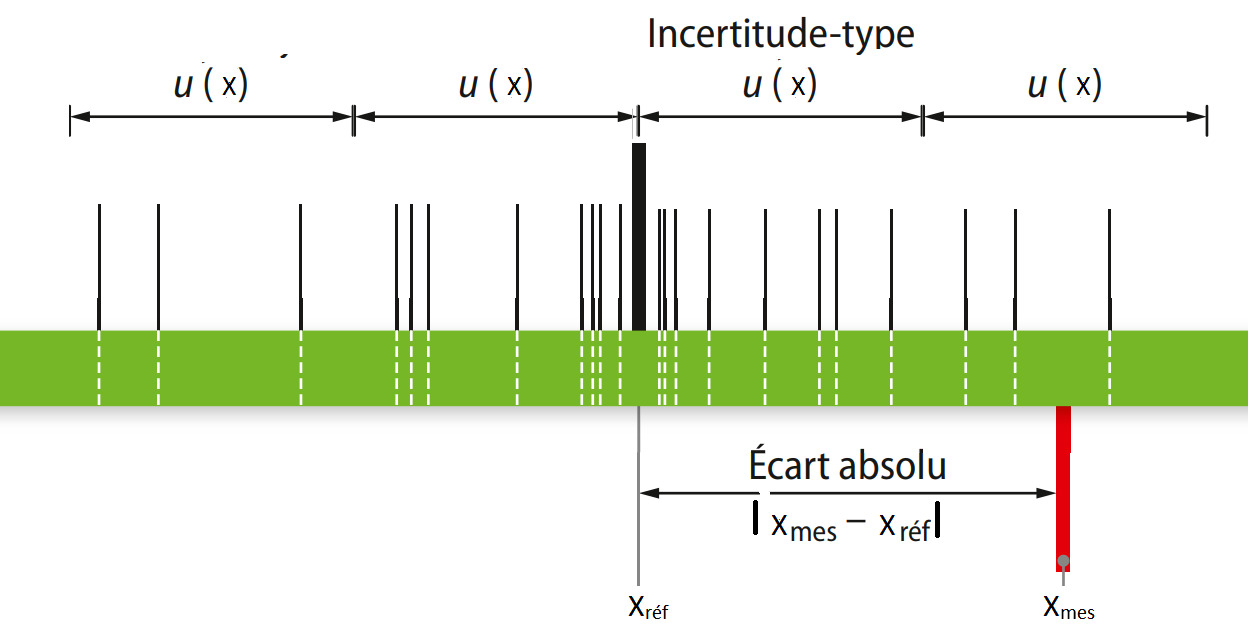 Incertitude-type
u ( x ) u ( x ) u ( x ) u ( x )
Écart absolu
| xmes – xréf |
xréf xmes